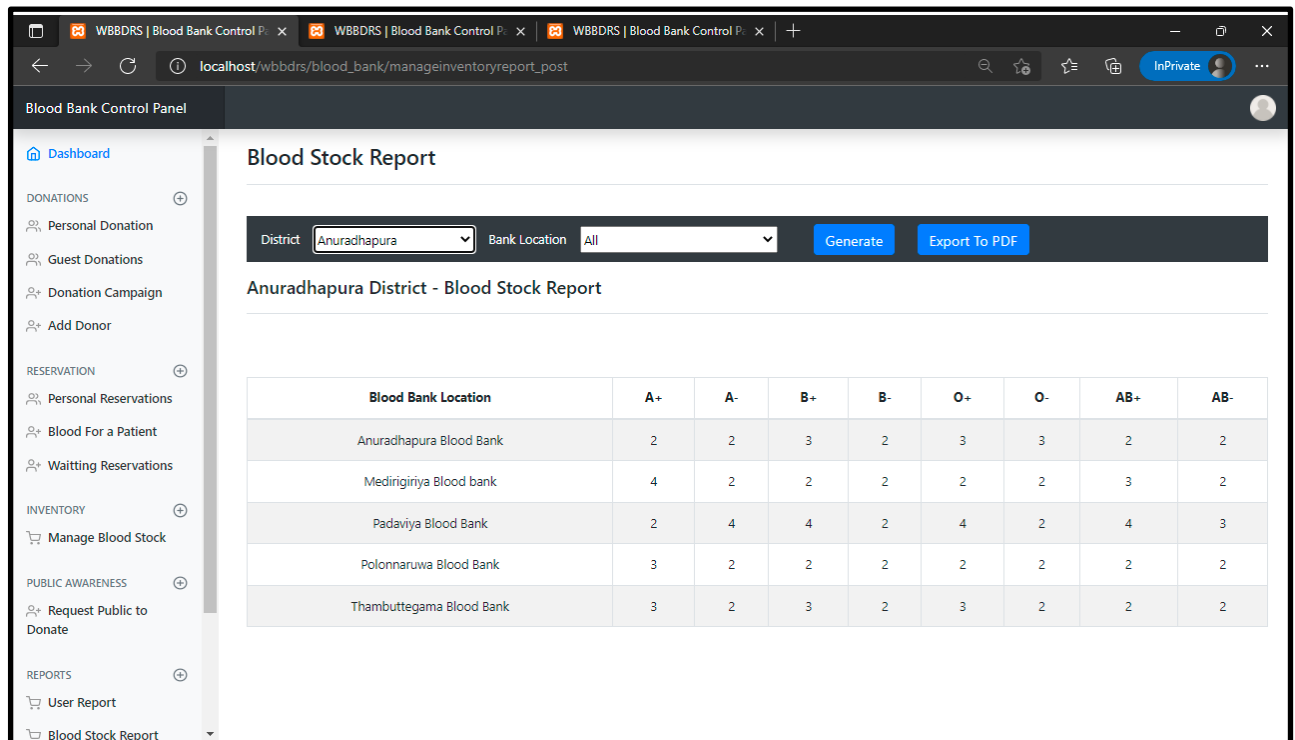 WBBDRS | Blood Bank Control P
WBBDRS | Blood Bank Control P
WBBDRS | Blood Bank Control P
localhost/wbbdrs/blood_bank/manageinventoryreport_post
InPrivate
Blood Bank Control Panel
Dashboard
DONATIONS
Personal Donation
Guest Donations
Donation Campaign
Add Donor
RESERVATION
Personal Reservations
Blood For a Patient
Waitting Reservations
INVENTORY
Manage Blood Stock
PUBLIC AWARENESS
Request Public to
Donate
REPORTS
User Report
Blood Stock Report
Blood Stock Report
District Anuradhapura Bank Location All Generate Export To PDF
Anuradhapura District - Blood Stock Report
Blood Bank Location A+ A- B+ B- O+ O- AB+ AB-
Anuradhapura Blood Bank 2 2 3 2 3 3 2 2
Medirigiriya Blood bank 4 2 2 2 2 2 3 2
Padaviya Blood Bank 2 4 4 2 4 2 4 3
Polonnaruwa Blood Bank 3 2 2 2 2 2 2 2
Thambuttegama Blood Bank 3 2 3 2 3 2 2 2